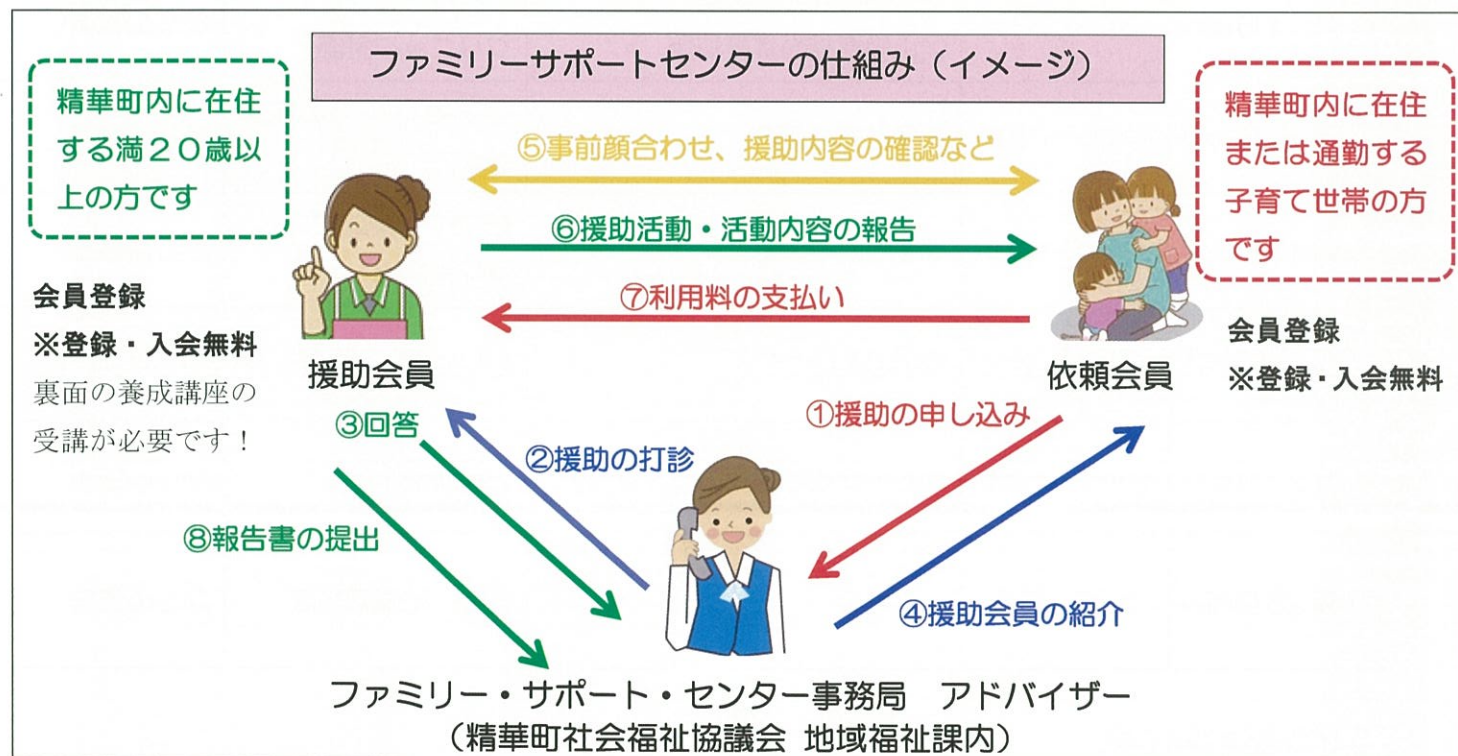 ファミリーサポートセンターの仕組み（イメージ）
精華町内に在住
する満２０歳以
上の方です
精華町内に在住
または通勤する
子育て世帯の方
です
⑤事前顔合わせ、援助内容の確認など
⑥援助活動・活動内容の報告
⑦利用料の支払い
会員登録
※登録・入会無料
裏面の養成講座の
受講が必要です！
援助会員
依頼会員
会員登録
※登録・入会無料
①援助の申し込み
③回答
②援助の打診
⑧報告書の提出
④援助会員の紹介
ファミリー・サポート・センター事務局　アドバイザー
（精華町社会福祉協議会 地域福祉課内）